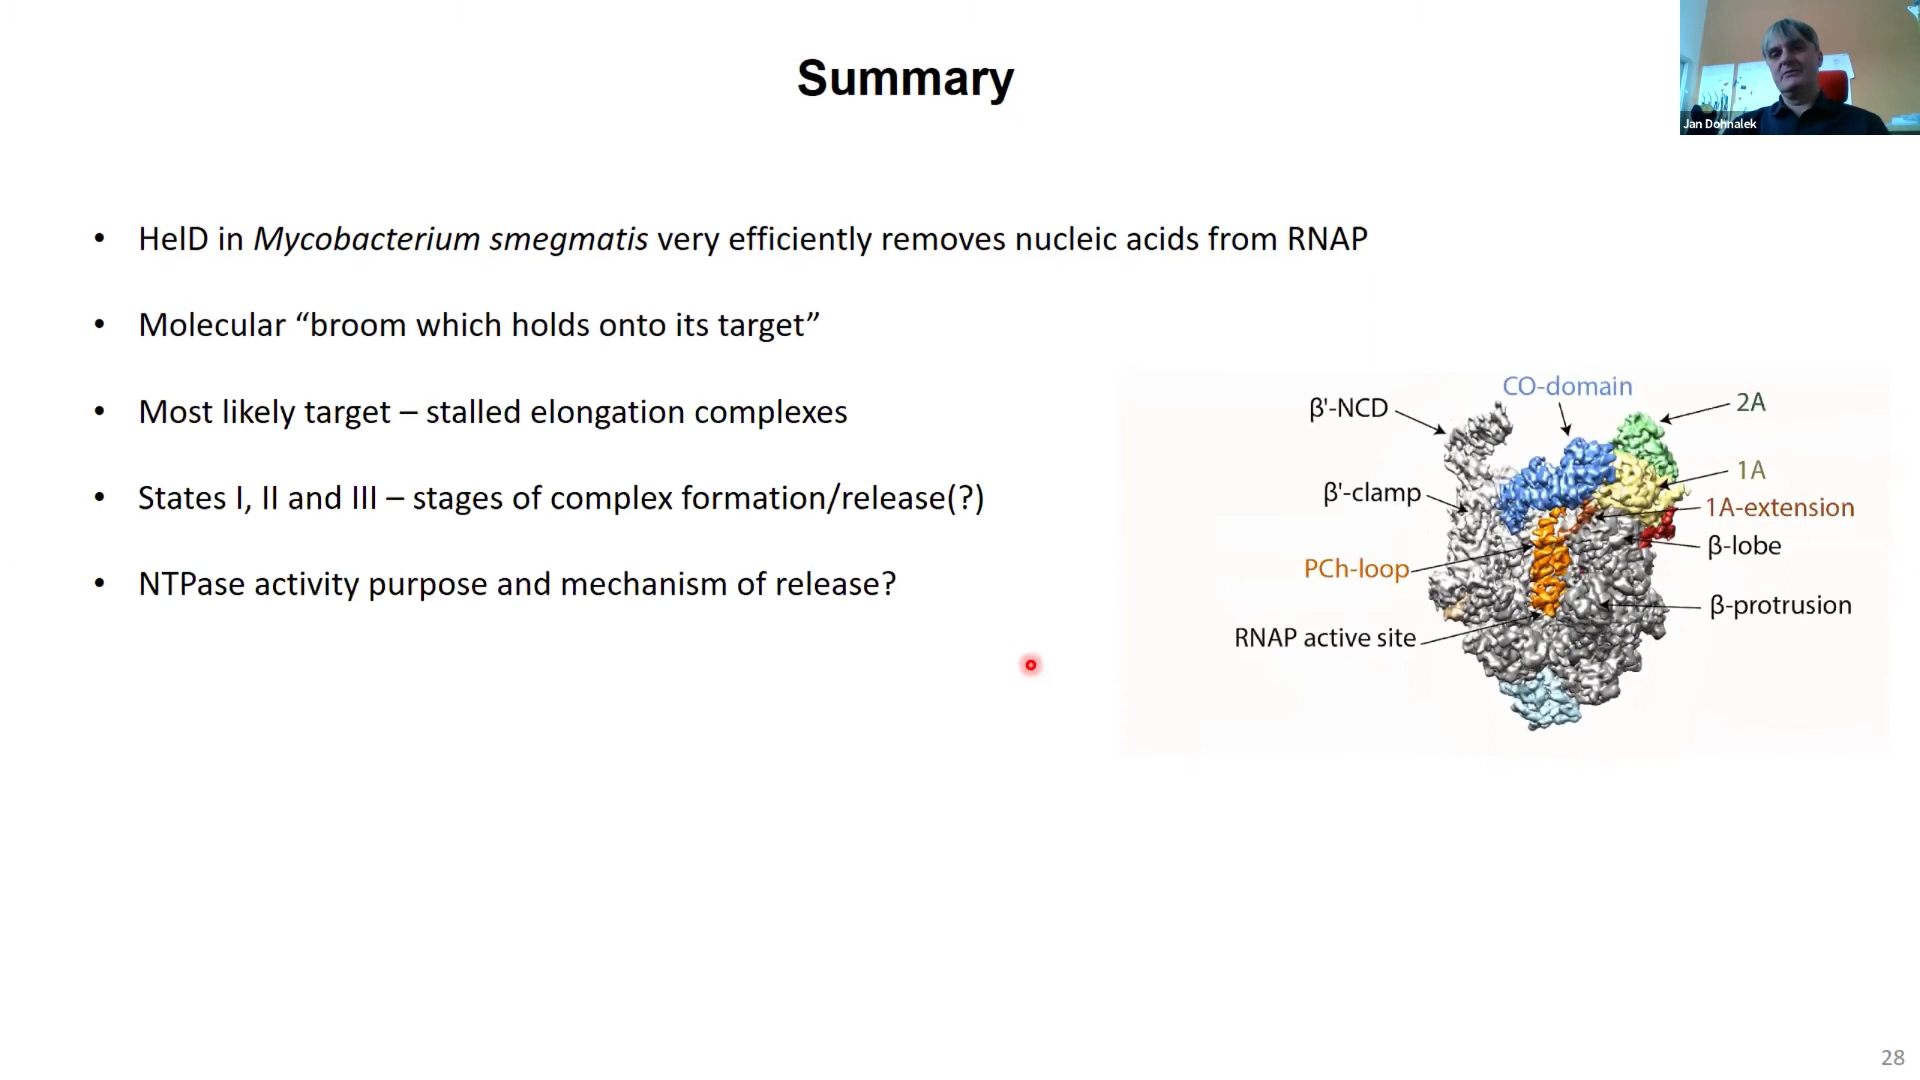 Summary
Jan Dohnalek
• HelD in Mycobacterium smegmatis very efficiently removes nucleic acids from RNAP
• Molecular “broom which holds onto its target”
• Most likely target – stalled elongation complexes
• States I, II and III – stages of complex formation/release(?)
• NTPase activity purpose and mechanism of release?
CO-domain
β'-NCD
2A
1A
β'-clamp
1A-extension
β-lobe
PCh-loop
β-protrusion
RNAP active site
28